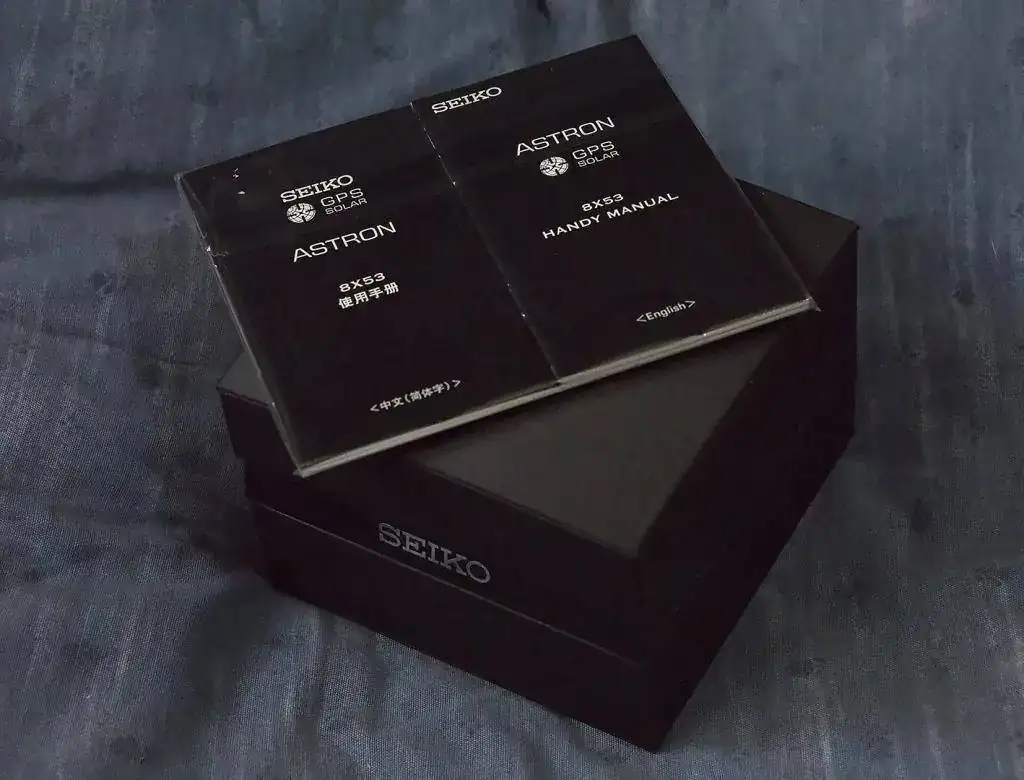 SEIKO
GPS
SOLAR
ASTRON
8X53
使用手册
<中文(简体字)>
SEIKO
ASTRON
GPS
SOLAR
8X53
HANDY MANUAL
<English>
SEIKO